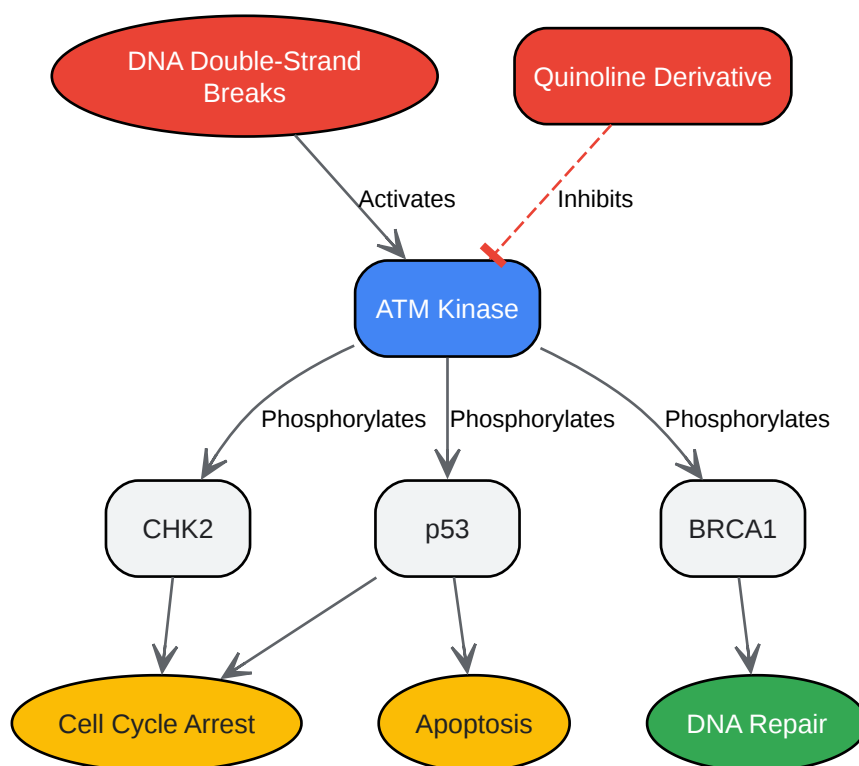 DNA Double-Strand
Breaks
Quinoline Derivative
Activates
Inhibits
ATM Kinase
Phosphorylates
Phosphorylates
Phosphorylates
CHK2
p53
BRCA1
Cell Cycle Arrest
Apoptosis
DNA Repair